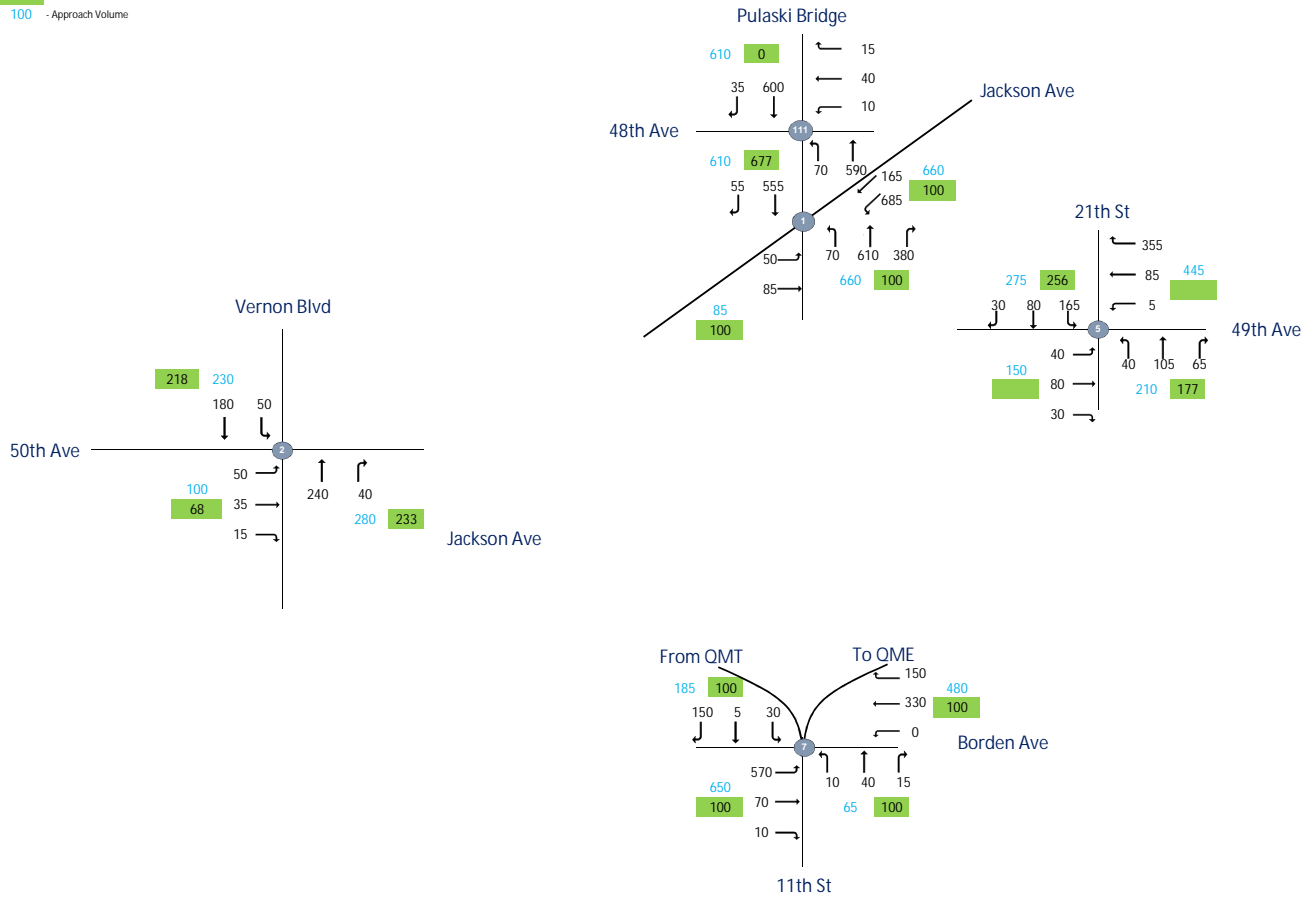 100 - Approach Volume
Pulaski Bridge
610 0
15
40
10
35 600
48th Ave
111
Jackson Ave
610 677
70 590
55 555
165
685
660
100
1
70 610 380
660 100
50
85
85
100
21th St
355
85
5
445
275 256
30 80 165
5
49th Ave
40
80
30
150
40 105 65
210 177
Vernon Blvd
218 230
180 50
50th Ave
2
50
35
15
100
68
240 40
280 233
Jackson Ave
From QMT
To QME
185 100
150 5 30
150
330
0
480
100
7
Borden Ave
570
70
10
650
100
10 40 15
65 100
11th St